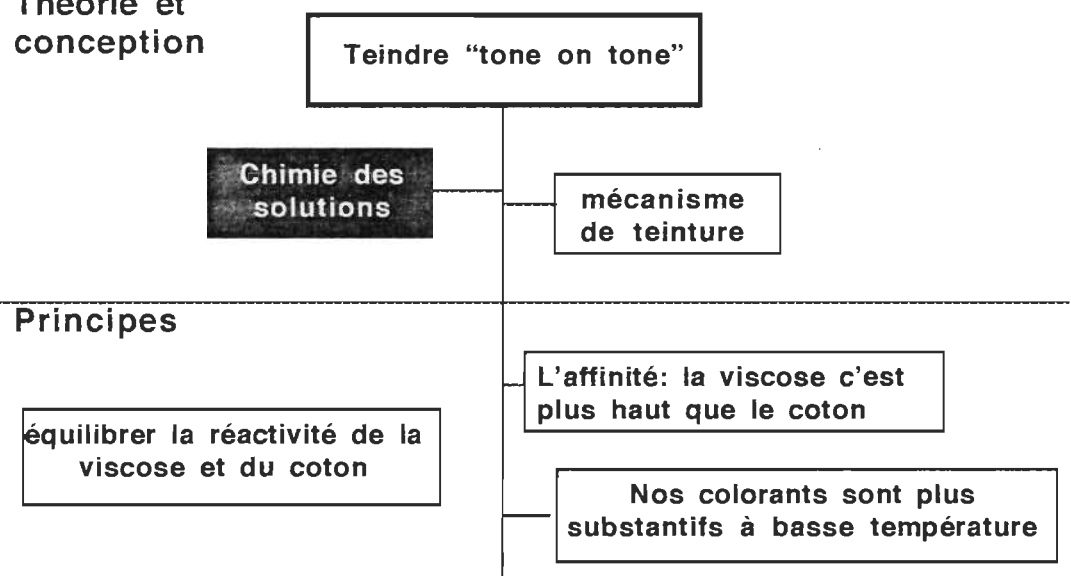 Théorie et
conception
Teindre “tone on tone”
Chimie des
solutions
mécanisme
de teinture
Principes
L'affinité: la viscose c'est
plus haut que le coton
équilibrer la réactivité de la
viscose et du coton
Nos colorants sont plus
substantifs à basse température